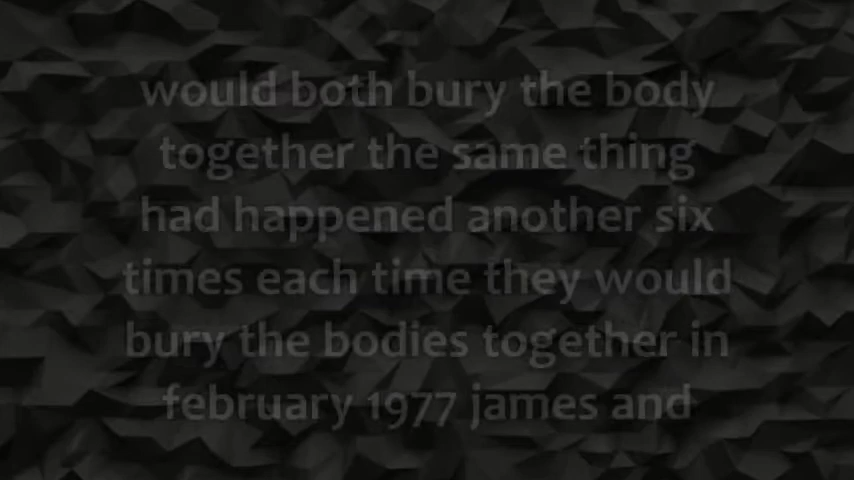 would both bury the body
together the same thing
had happened another six
times each time they would
bury the bodies together in
february 1977 james and